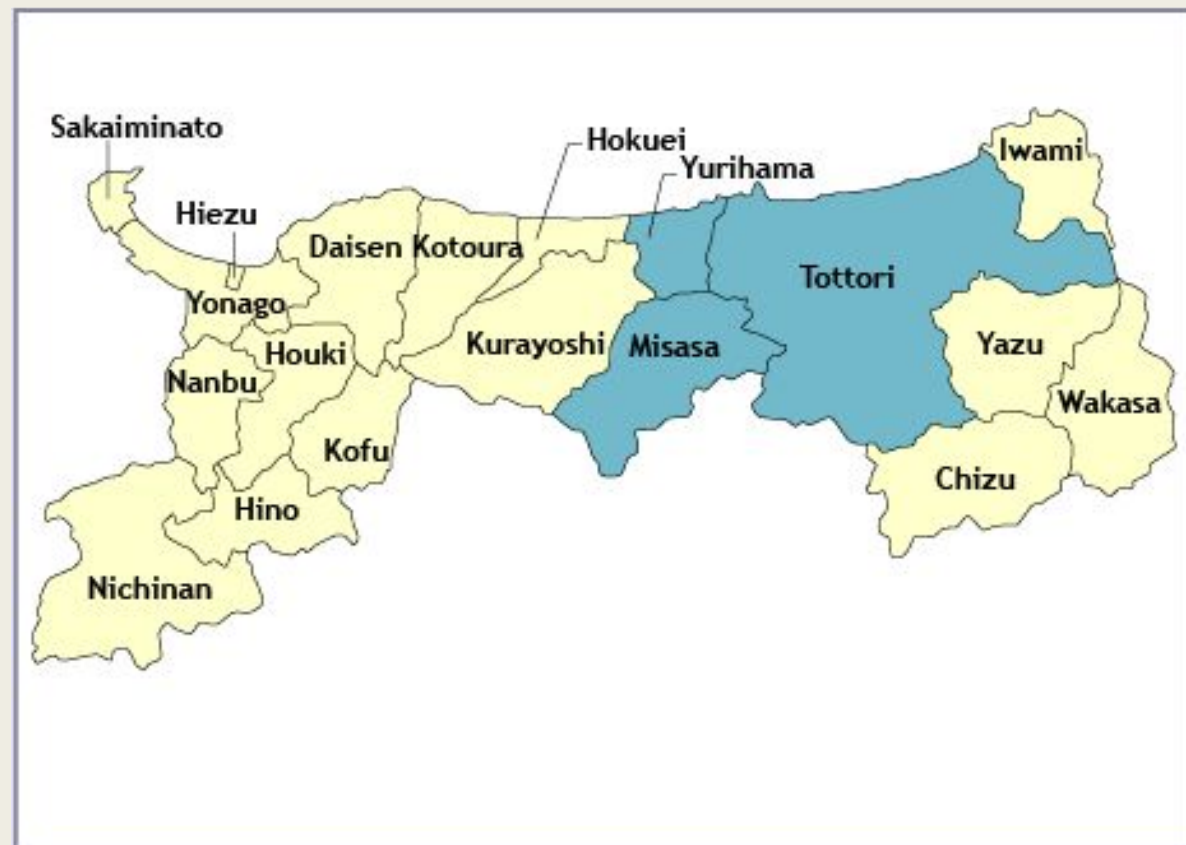 Sakaiminato
Hokuei
Iwami
Yurihama
Hiezu
Daisen
Kotoura
Tottori
Yonago
Houki
Kurayoshi
Misasa
Yazu
Nanbu
Wakasa
Kofu
Chizu
Hino
Nichinan